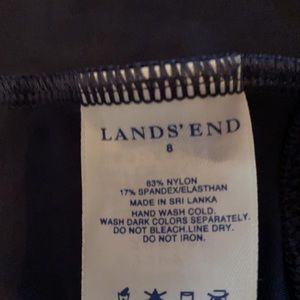 LANDS' END
8
83% NYLON
17% SPANDEX/ELASTHAN
MADE IN SRI LANKA
HAND WASH COLD.
WASH DARK COLORS SEPARATELY.
DO NOT BLEACH.LINE DRY.
DO NOT IRON.